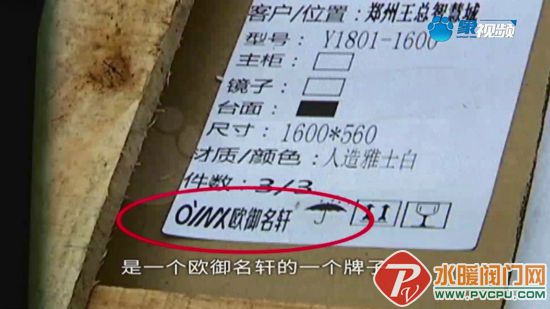 象视频
客户/位置：郑州王总智慧城
型号：Y1801-1600
主柜：
镜子：
台面：
尺寸：1600*560
材质/颜色：人造雅士白
件数：3/3
欧御名轩
是一个欧御名轩的一个牌子
水暖阀门网
WWW.PVCPU.COM